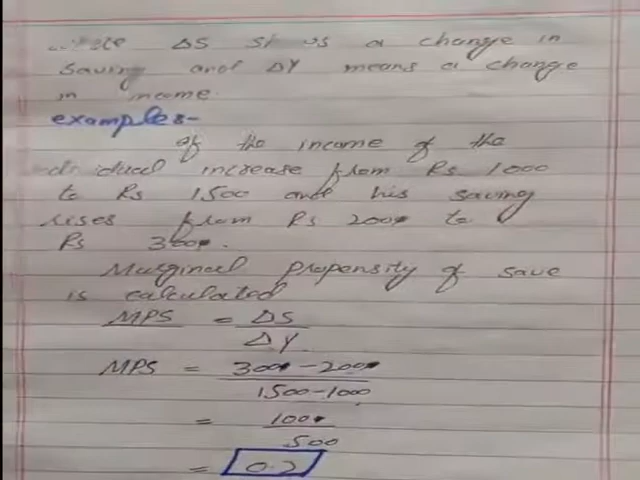 ΔS shows a change in
saving and ΔY means a change
in income.
example:-
If the income of the
individual increase from Rs 1000
to Rs 1500 and his saving
rises from Rs 200 to
Rs 300.
Marginal propensity of save
is calculated
MPS = ΔS
ΔY
MPS = 300 - 200
1500 - 1000
= 100
500
= 0.2